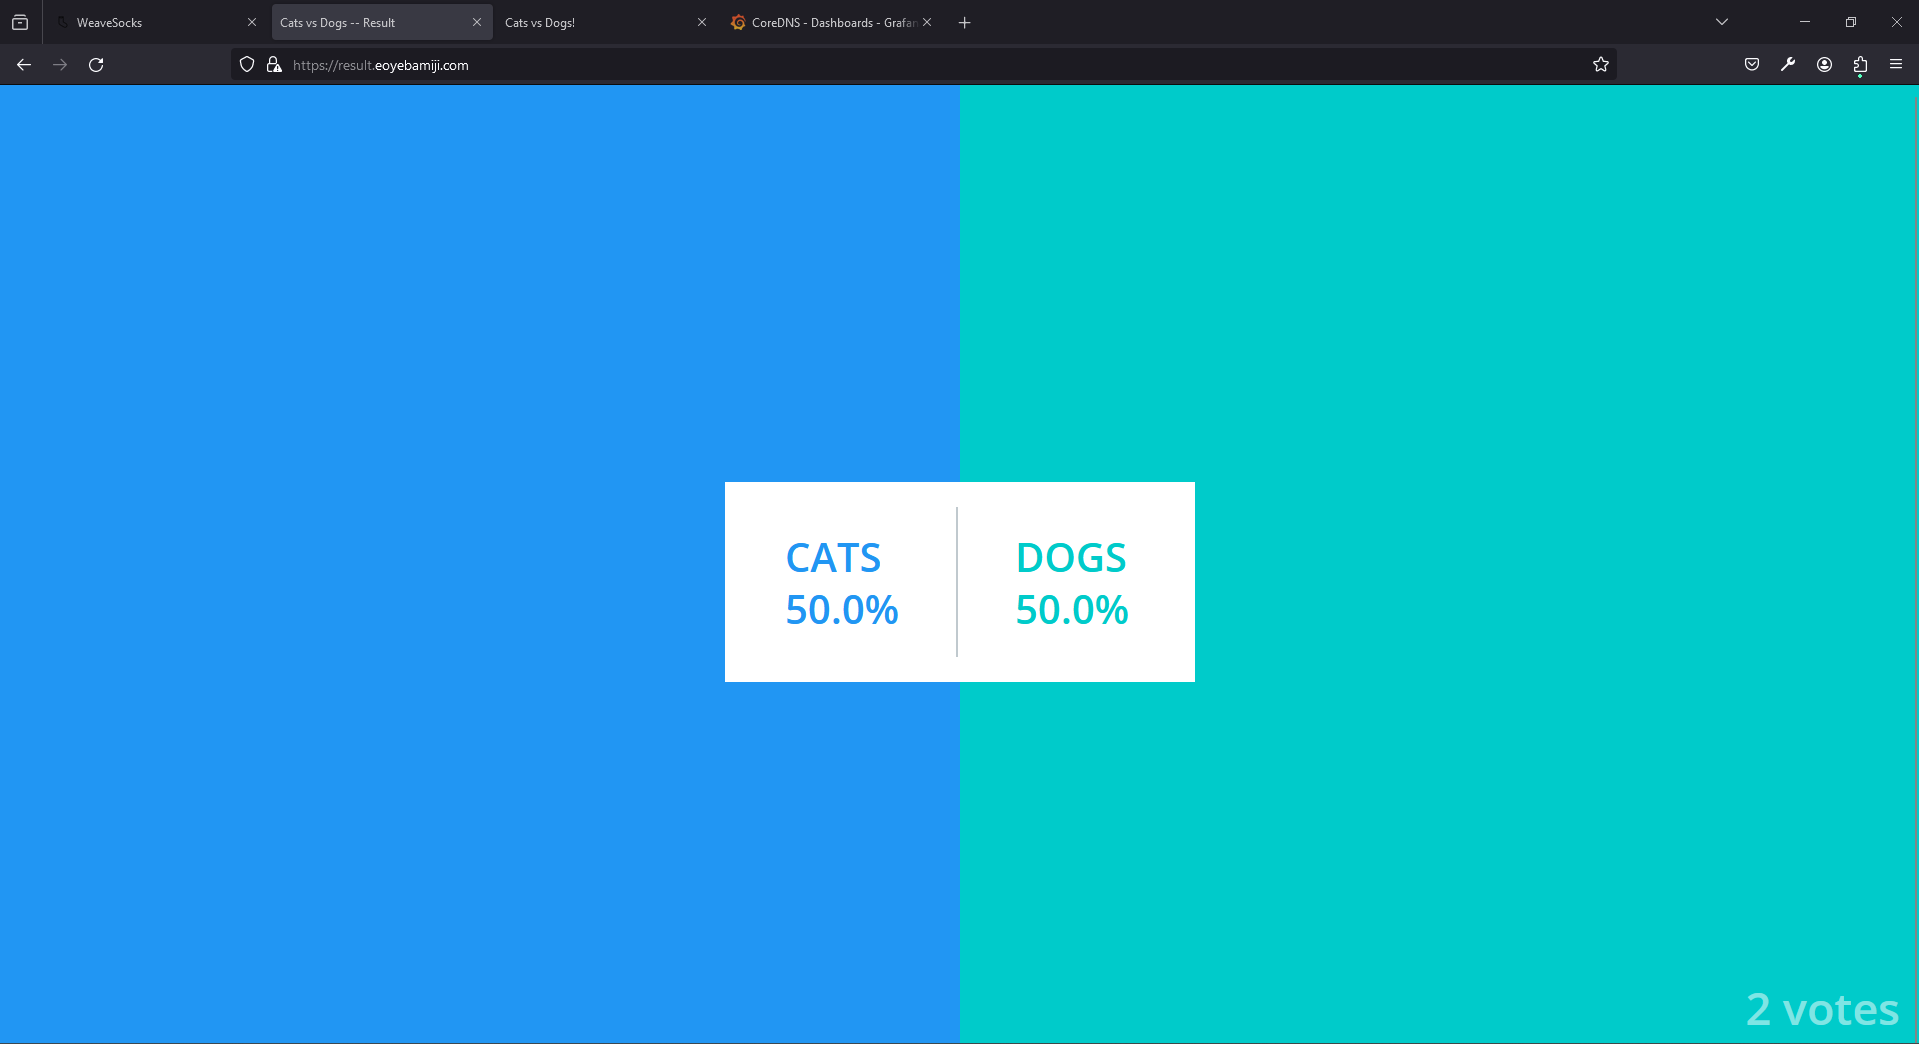 WeaveSocks
Cats vs Dogs -- Result
Cats vs Dogs!
CoreDNS - Dashboards - Grafan
https://result.eoyebamiji.com
CATS
50.0%
DOGS
50.0%
2 votes